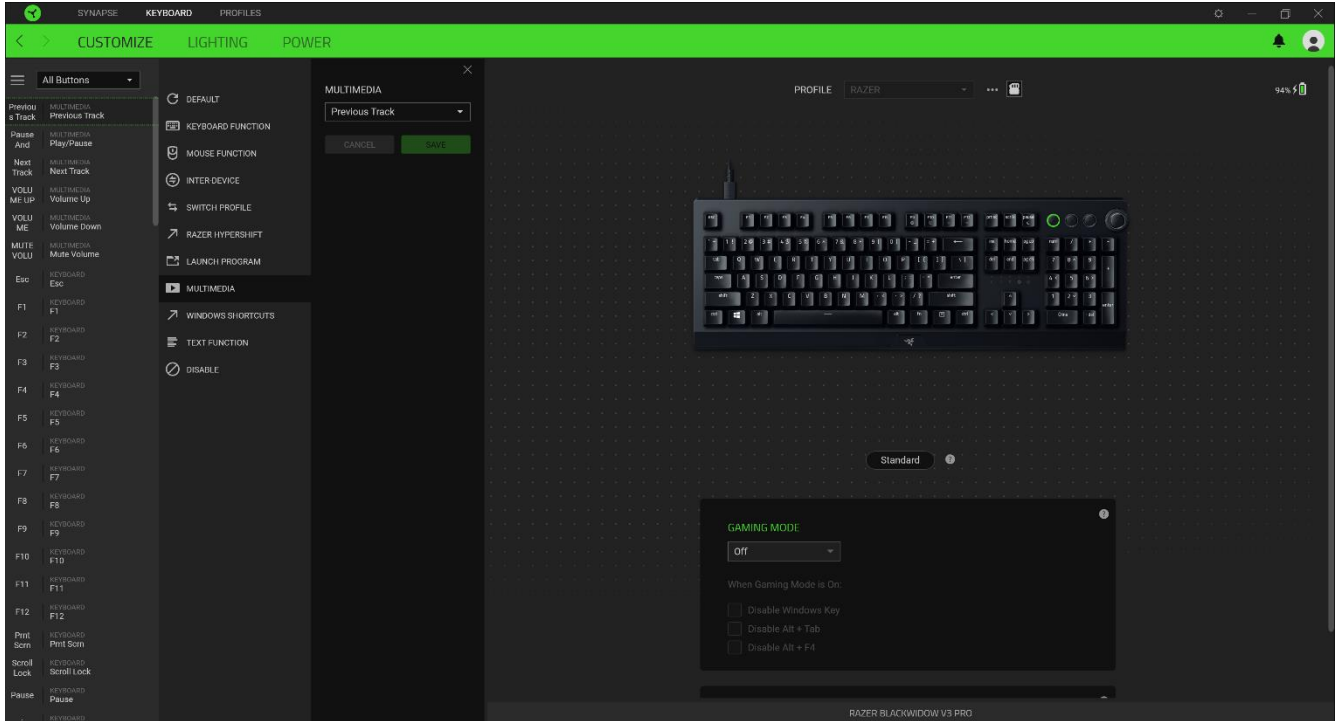 SYNAPSE KEYBOARD PROFILES
CUSTOMIZE LIGHTING POWER
All Buttons
Previou
s Track
MULTIMEDIA
Previous Track
Pause
And
MULTIMEDIA
Play/Pause
Next
Track
MULTIMEDIA
Next Track
VOLU
ME UP
MULTIMEDIA
Volume Up
VOLU
ME
MULTIMEDIA
Volume Down
MUTE
VOLU
MULTIMEDIA
Mute Volume
Esc
KEYBOARD
Esc
F1
KEYBOARD
F1
F2
KEYBOARD
F2
F3
KEYBOARD
F3
F4
KEYBOARD
F4
F5
KEYBOARD
F5
F6
KEYBOARD
F6
F7
KEYBOARD
F7
F8
KEYBOARD
F8
F9
KEYBOARD
F9
F10
KEYBOARD
F10
F11
KEYBOARD
F11
F12
KEYBOARD
F12
Prnt
Scrn
KEYBOARD
Prnt Scrn
Scroll
Lock
KEYBOARD
Scroll Lock
Pause
KEYBOARD
Pause
KEYBOARD
DEFAULT
KEYBOARD FUNCTION
MOUSE FUNCTION
INTER-DEVICE
SWITCH PROFILE
RAZER HYPERSHIFT
LAUNCH PROGRAM
MULTIMEDIA
WINDOWS SHORTCUTS
TEXT FUNCTION
DISABLE
MULTIMEDIA
Previous Track
CANCEL SAVE
PROFILE RAZER
94%
Standard
GAMING MODE
Off
When Gaming Mode is On:
Disable Windows Key
Disable Alt + Tab
Disable Alt + F4
RAZER BLACKWIDOW V3 PRO